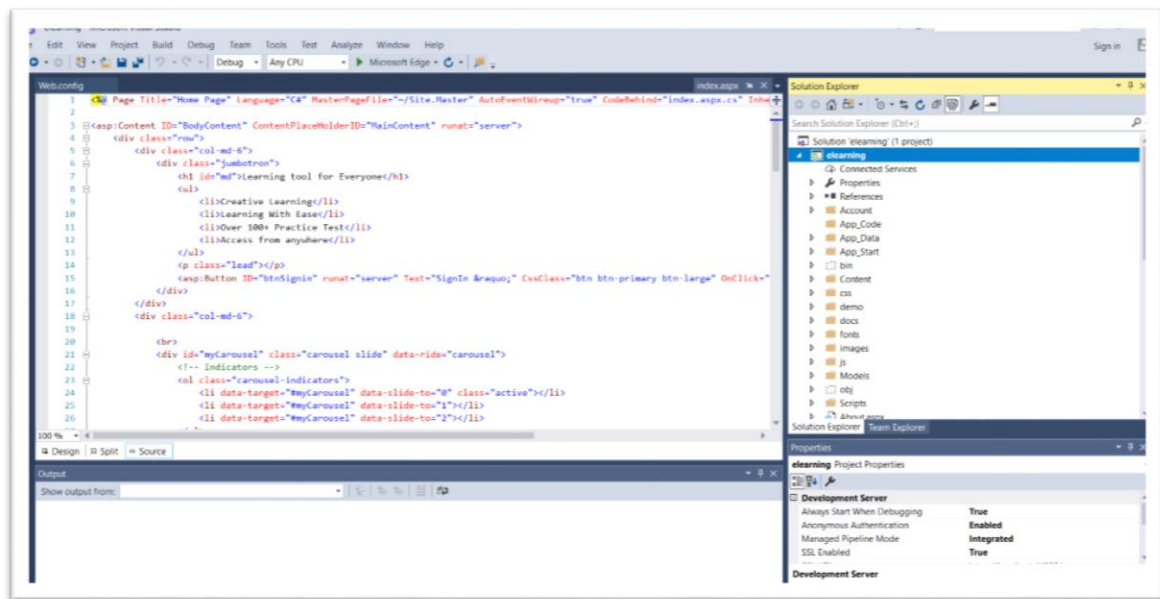 Edit View Project Build Debug Team Tools Test Analyze Window Help
Sign in
Debug Any CPU Microsoft Edge
Web.config
index.aspx
1 <%@ Page Title="Home Page" Language="C#" MasterPageFile="~/Site.Master" AutoEventWireup="true" CodeBehind="index.aspx.cs" Inhe
2
3 <asp:Content ID="BodyContent" ContentPlaceHolderID="MainContent" runat="server">
4 <div class="row">
5 <div class="col-md-6">
6 <div class="jumbotron">
7 <h1 id="md">Learning tool for Everyone</h1>
8 <ul>
9 <li>Creative Learning</li>
10 <li>Learning With Ease</li>
11 <li>Over 100+ Practice Test</li>
12 <li>Access from anywhere</li>
13 </ul>
14 <p class="lead"></p>
15 <asp:Button ID="btnSignin" runat="server" Text="SignIn &raquo;" CssClass="btn btn-primary btn-large" OnClick="
16 </div>
17 </div>
18 <div class="col-md-6">
19
20 <br>
21 <div id="myCarousel" class="carousel slide" data-ride="carousel">
22 <!-- Indicators -->
23 <ol class="carousel-indicators">
24 <li data-target="#myCarousel" data-slide-to="0" class="active"></li>
25 <li data-target="#myCarousel" data-slide-to="1"></li>
26 <li data-target="#myCarousel" data-slide-to="2"></li>
100 %
Design Split Source
Output
Show output from:
Solution Explorer
Search Solution Explorer (Ctrl+;)
Solution 'elearning' (1 project)
elearning
Connected Services
Properties
References
Account
App_Code
App_Data
App_Start
bin
Content
css
demo
docs
fonts
images
js
Models
obj
Scripts
About.aspx
Solution Explorer Team Explorer
Properties
elearning Project Properties
Development Server
Always Start When Debugging True
Anonymous Authentication Enabled
Managed Pipeline Mode Integrated
SSL Enabled True
Development Server